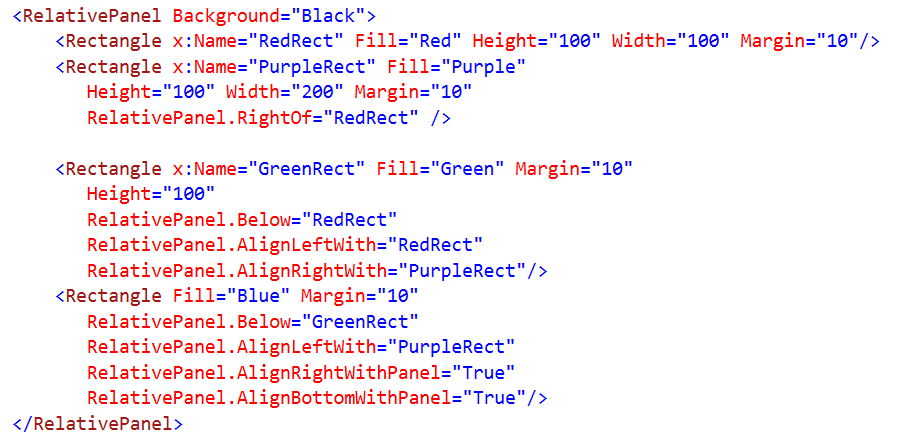 <RelativePanel Background="Black">
    <Rectangle x:Name="RedRect" Fill="Red" Height="100" Width="100" Margin="10"/>
    <Rectangle x:Name="PurpleRect" Fill="Purple"
       Height="100" Width="200" Margin="10"
       RelativePanel.RightOf="RedRect" />

    <Rectangle x:Name="GreenRect" Fill="Green" Margin="10"
       Height="100"
       RelativePanel.Below="RedRect"
       RelativePanel.AlignLeftWith="RedRect"
       RelativePanel.AlignRightWith="PurpleRect"/>
    <Rectangle Fill="Blue" Margin="10"
       RelativePanel.Below="GreenRect"
       RelativePanel.AlignLeftWith="PurpleRect"
       RelativePanel.AlignRightWithPanel="True"
       RelativePanel.AlignBottomWithPanel="True"/>
</RelativePanel>